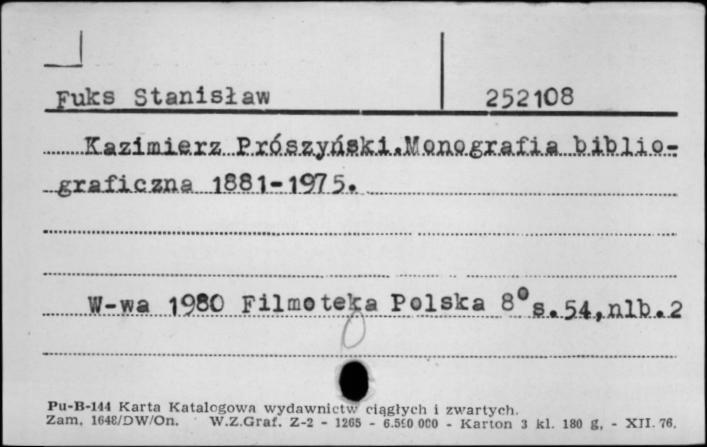 Fuks Stanisław 252108
Kazimierz Prószyński.Monografia biblio-
graficzna 1881-1975.
W-wa 1980 Filmoteka Polska 8° s.54,nlb.2
Pu-B-144 Karta Katalogowa wydawnictw ciągłych i zwartych.
Zam. 1648/DW/On. W.Z.Graf. Z-2 - 1265 - 6.590 000 - Karton 3 kl. 180 g. - XII. 76.